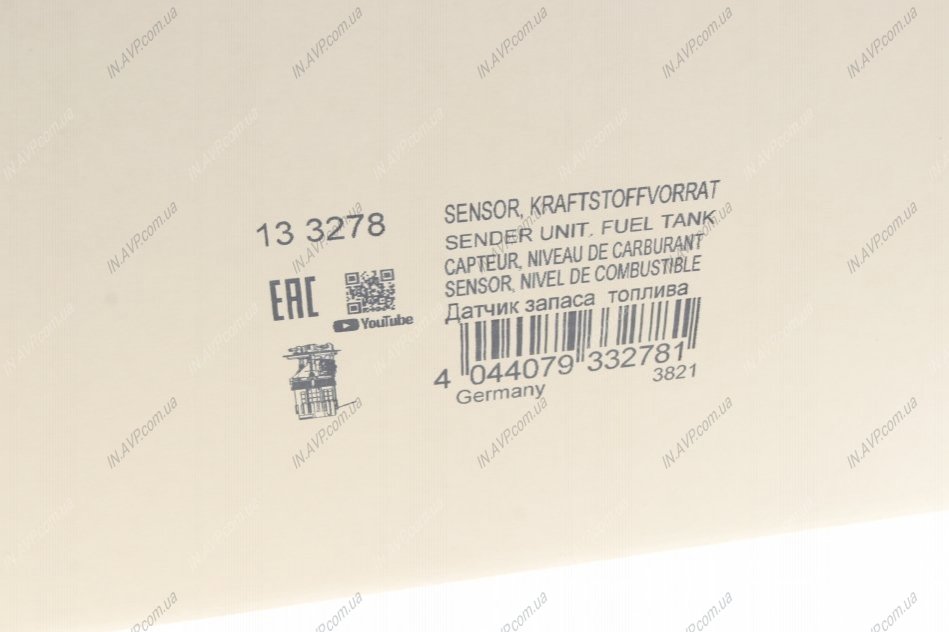 13 3278
EAC
YouTube
SENSOR, KRAFTSTOFFVORRAT
SENDER UNIT. FUEL TANK
CAPTEUR, NIVEAU DE CARBURANT
SENSOR, NIVEL DE COMBUSTIBLE
Датчик запаса топлива
4 044079 332781
Germany
3821
IN.AVP.com.ua